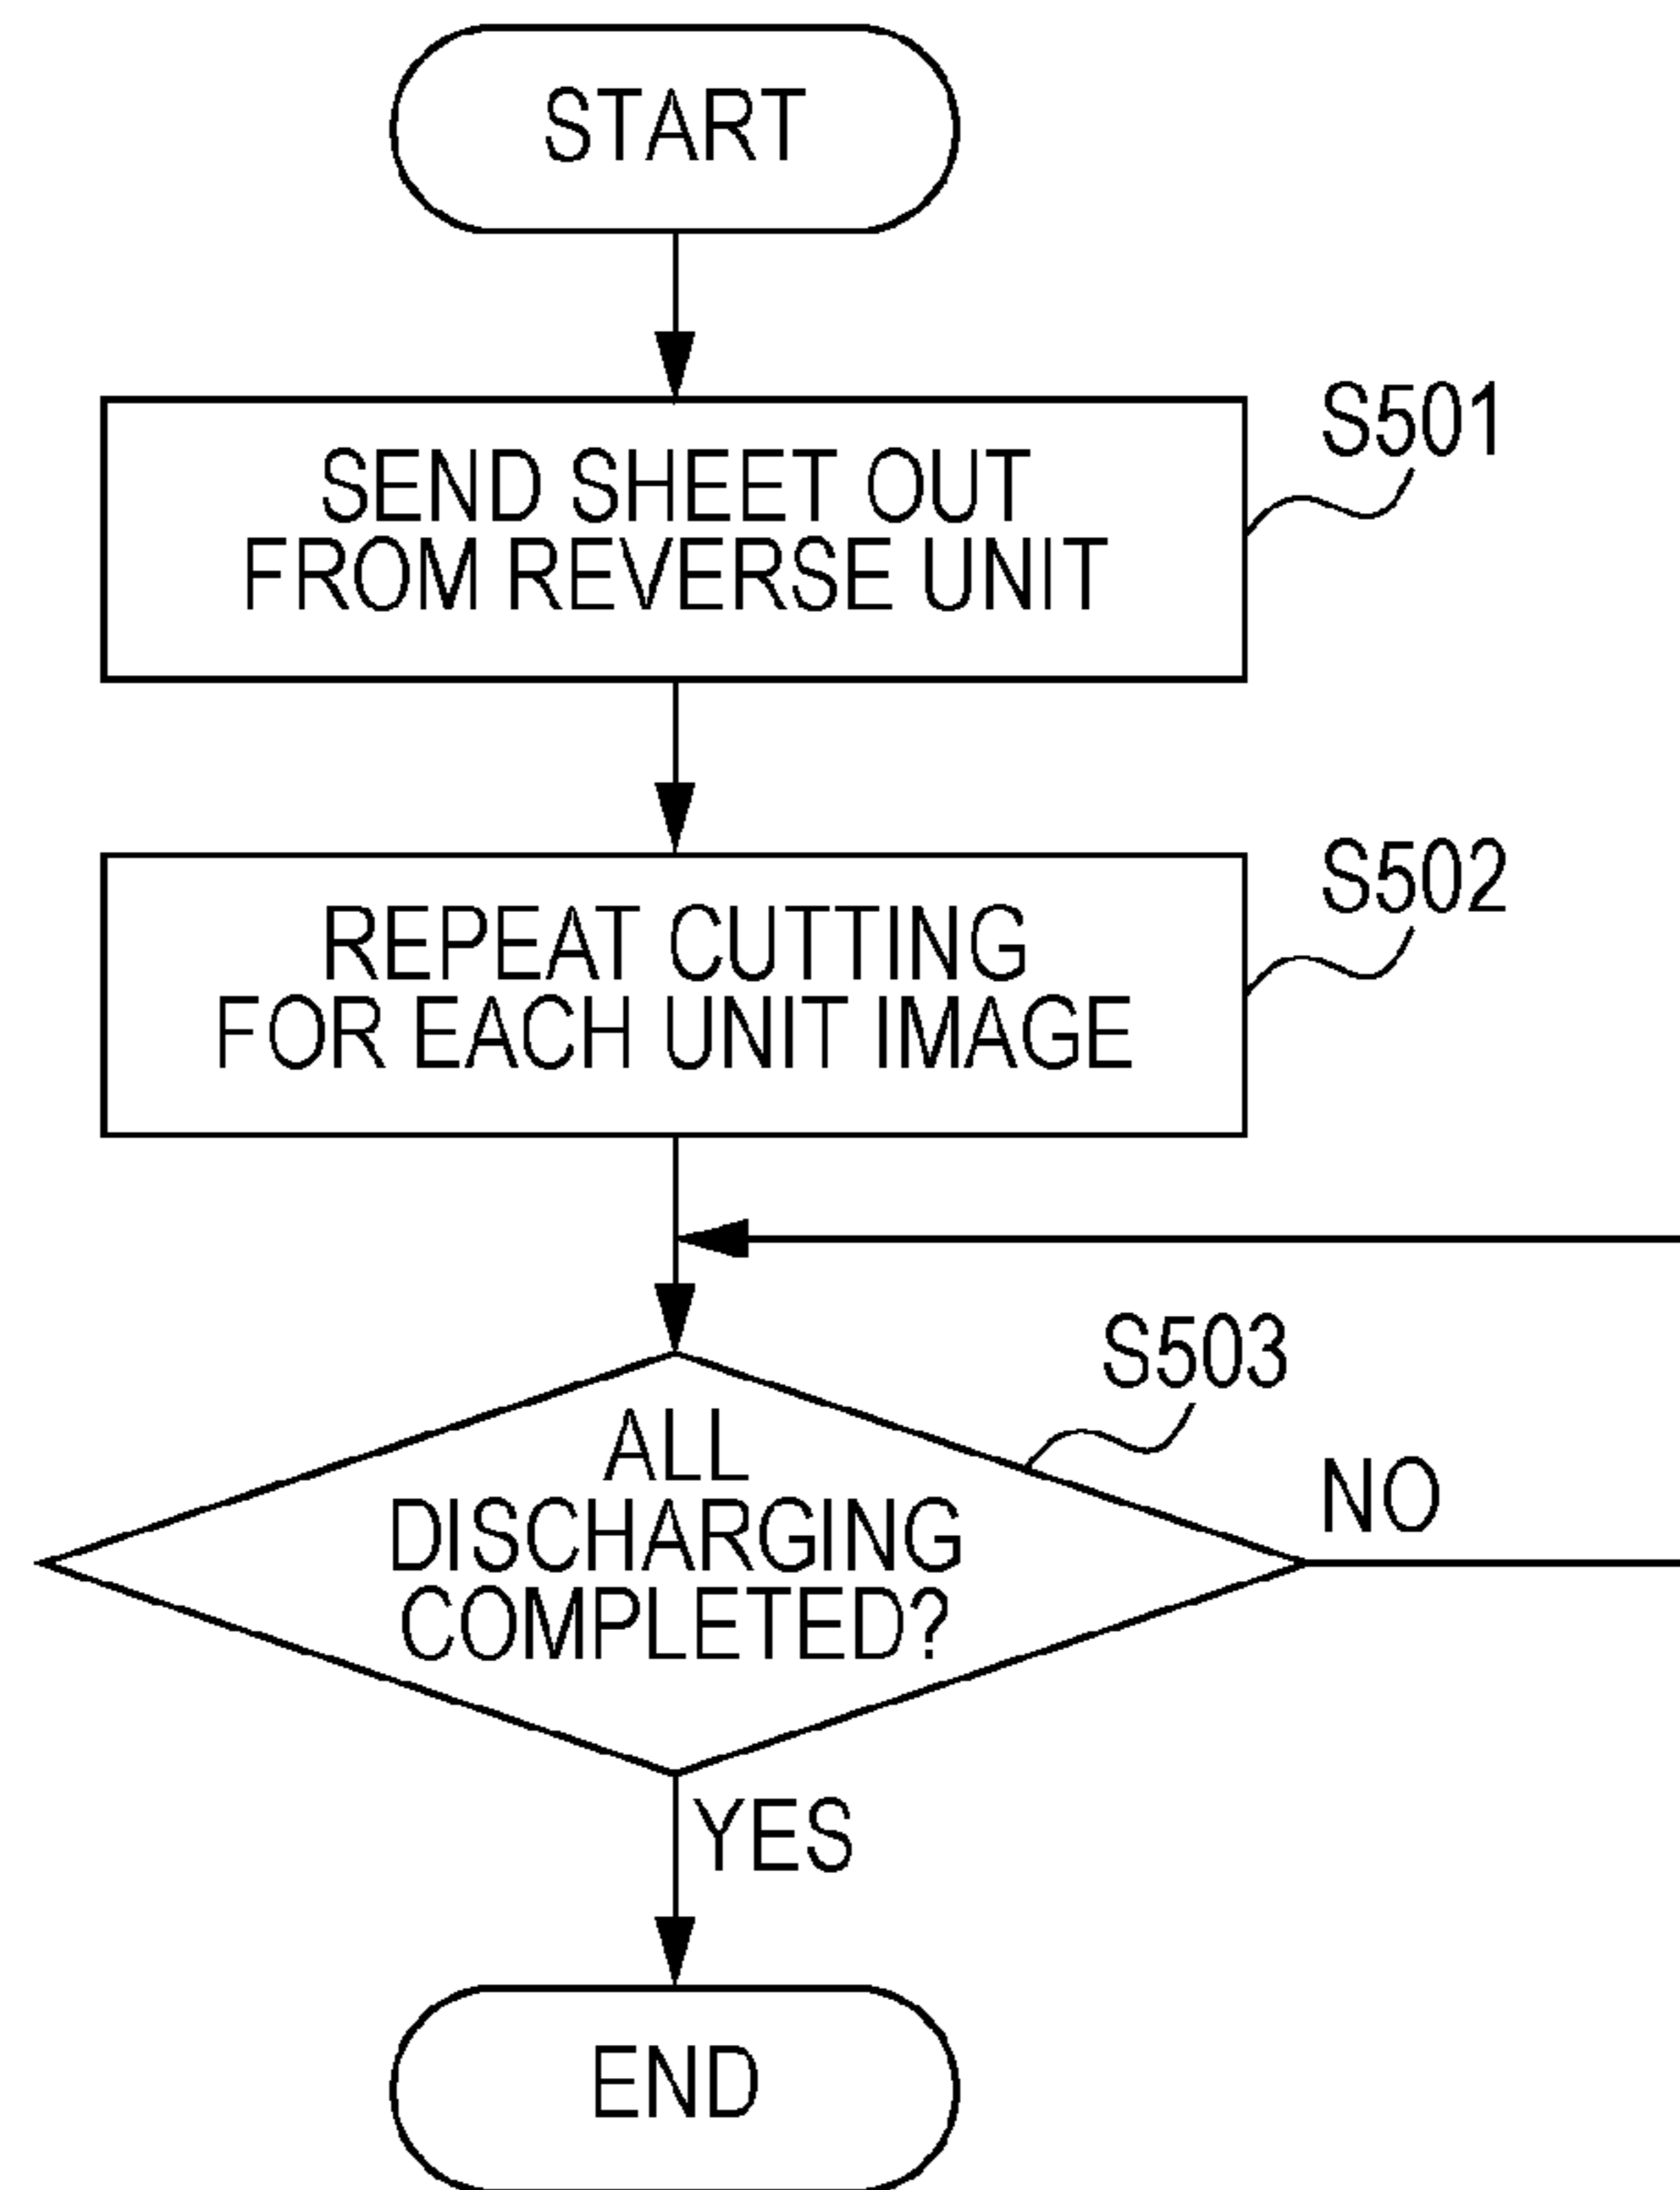 START
S501
SEND SHEET OUT
FROM REVERSE UNIT
S502
REPEAT CUTTING
FOR EACH UNIT IMAGE
S503
ALL
DISCHARGING
COMPLETED?
NO
YES
END